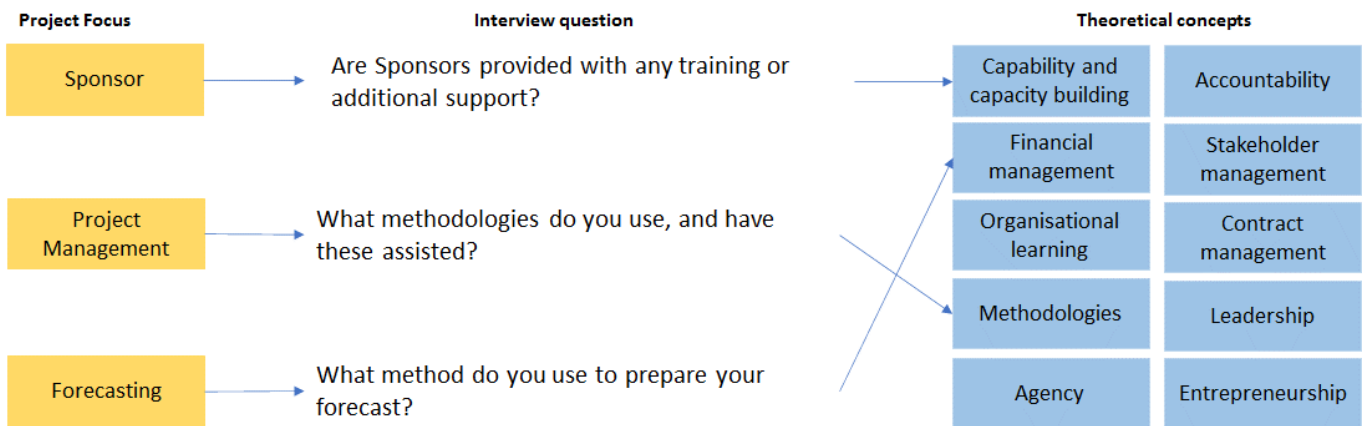 Project Focus
Interview question
Theoretical concepts
Sponsor
Are Sponsors provided with any training or
additional support?
Capability and
capacity building
Accountability
Financial
management
Stakeholder
management
Project
Management
What methodologies do you use, and have
these assisted?
Organisational
learning
Contract
management
Methodologies
Leadership
Forecasting
What method do you use to prepare your
forecast?
Agency
Entrepreneurship